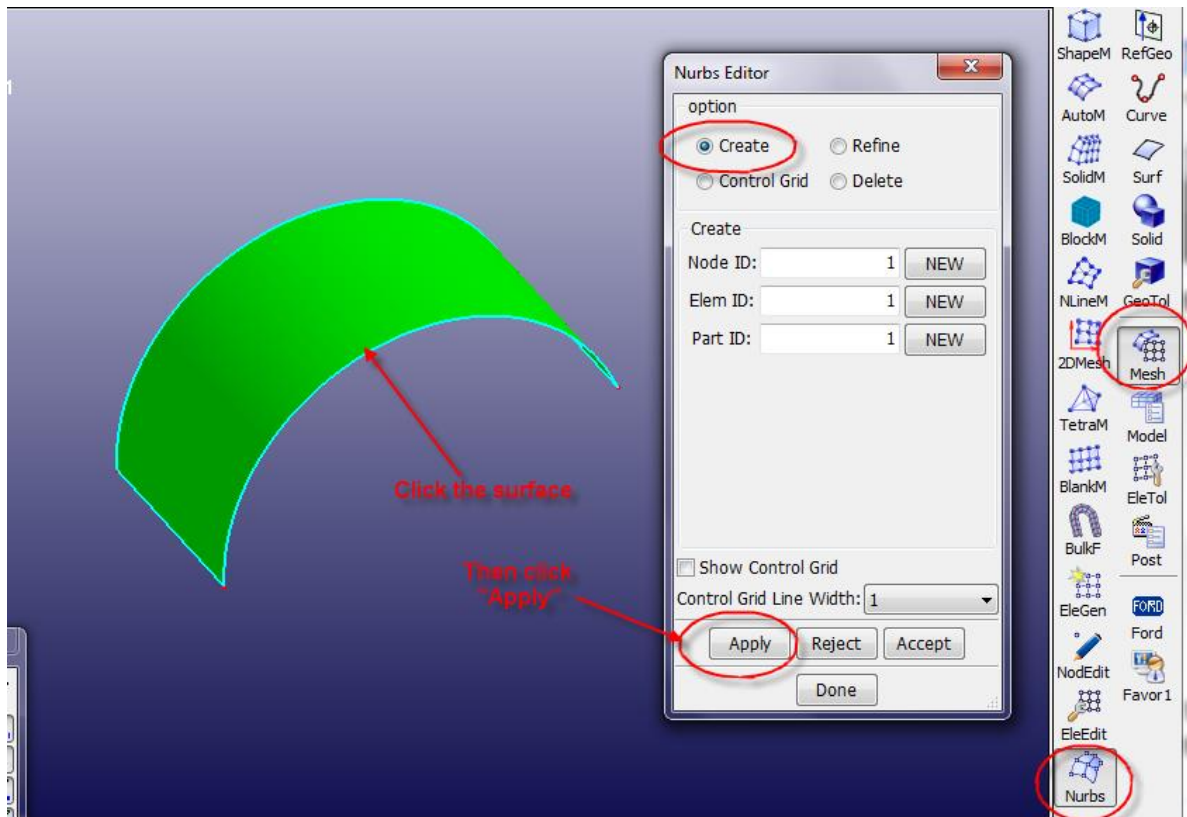 Nurbs Editor
option
Create
Refine
Control Grid
Delete
Create
Node ID: 1 NEW
Elem ID: 1 NEW
Part ID: 1 NEW
Show Control Grid
Control Grid Line Width: 1
Apply Reject Accept
Done
Click the surface
Then click
"Apply"
ShapeM RefGeo
AutoM Curve
SolidM Surf
BlockM Solid
NLineM GeoTol
2DMesh Mesh
TetraM Model
BlankM EleTol
BulkF Post
EleGen FORD
Ford
NodEdit Favor1
EleEdit
Nurbs